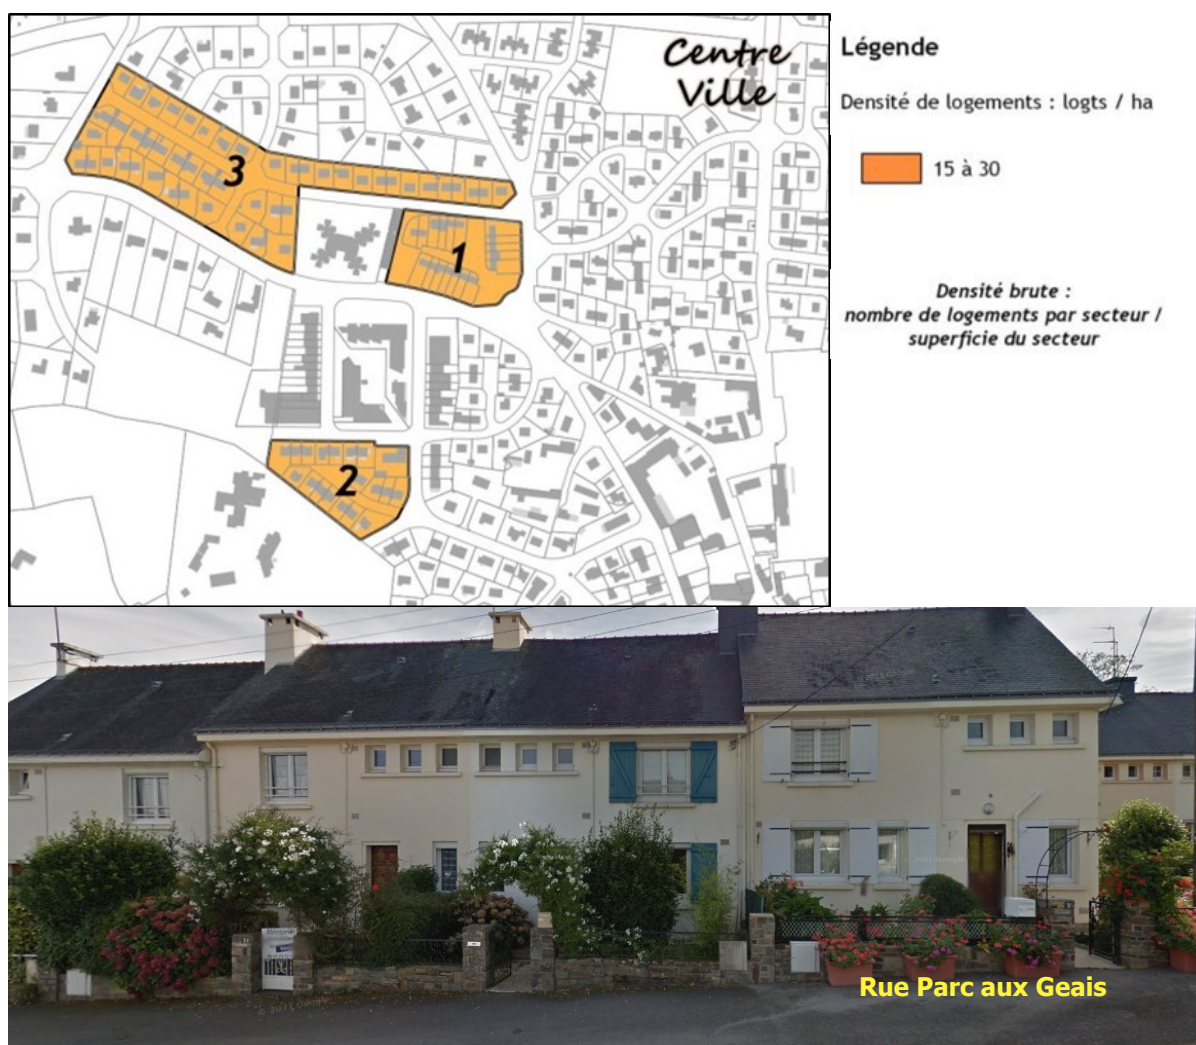 Centre
Ville
3
1
2
Légende
Densité de logements : logts / ha
15 à 30
Densité brute :
nombre de logements par secteur /
superficie du secteur
Rue Parc aux Geais